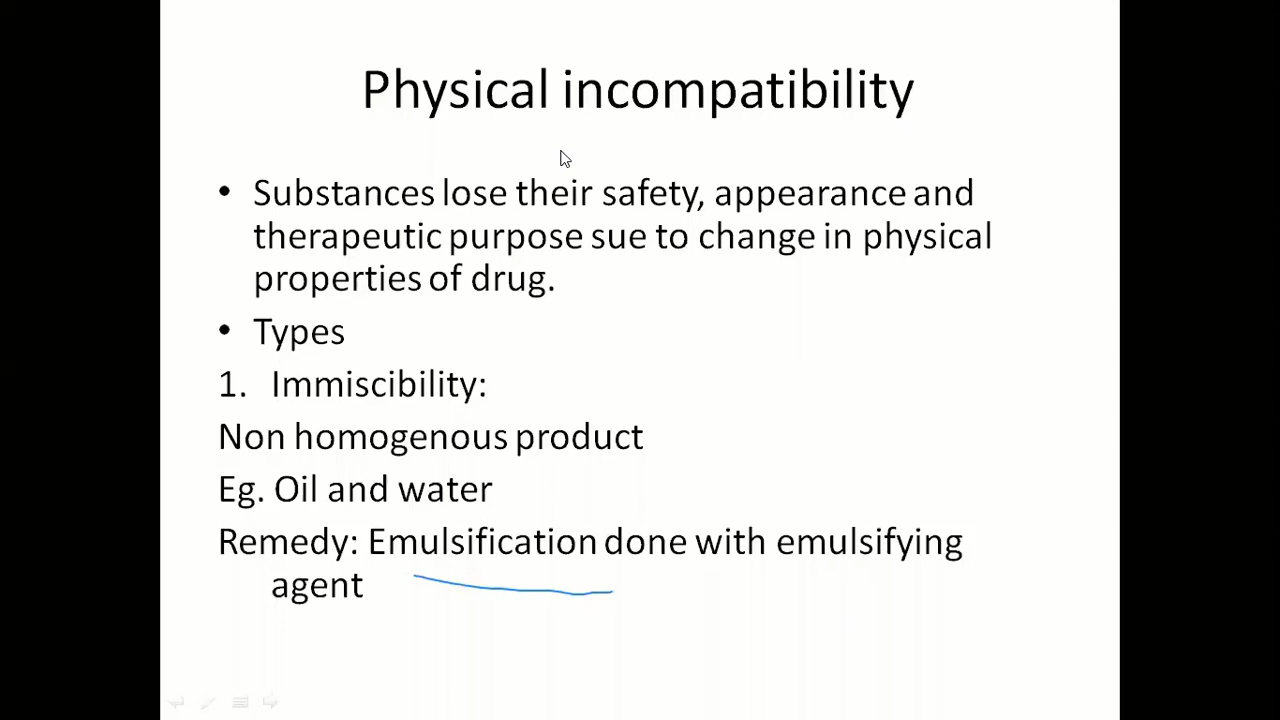 Physical incompatibility
• Substances lose their safety, appearance and
therapeutic purpose sue to change in physical
properties of drug.
• Types
1. Immiscibility:
Non homogenous product
Eg. Oil and water
Remedy: Emulsification done with emulsifying
agent